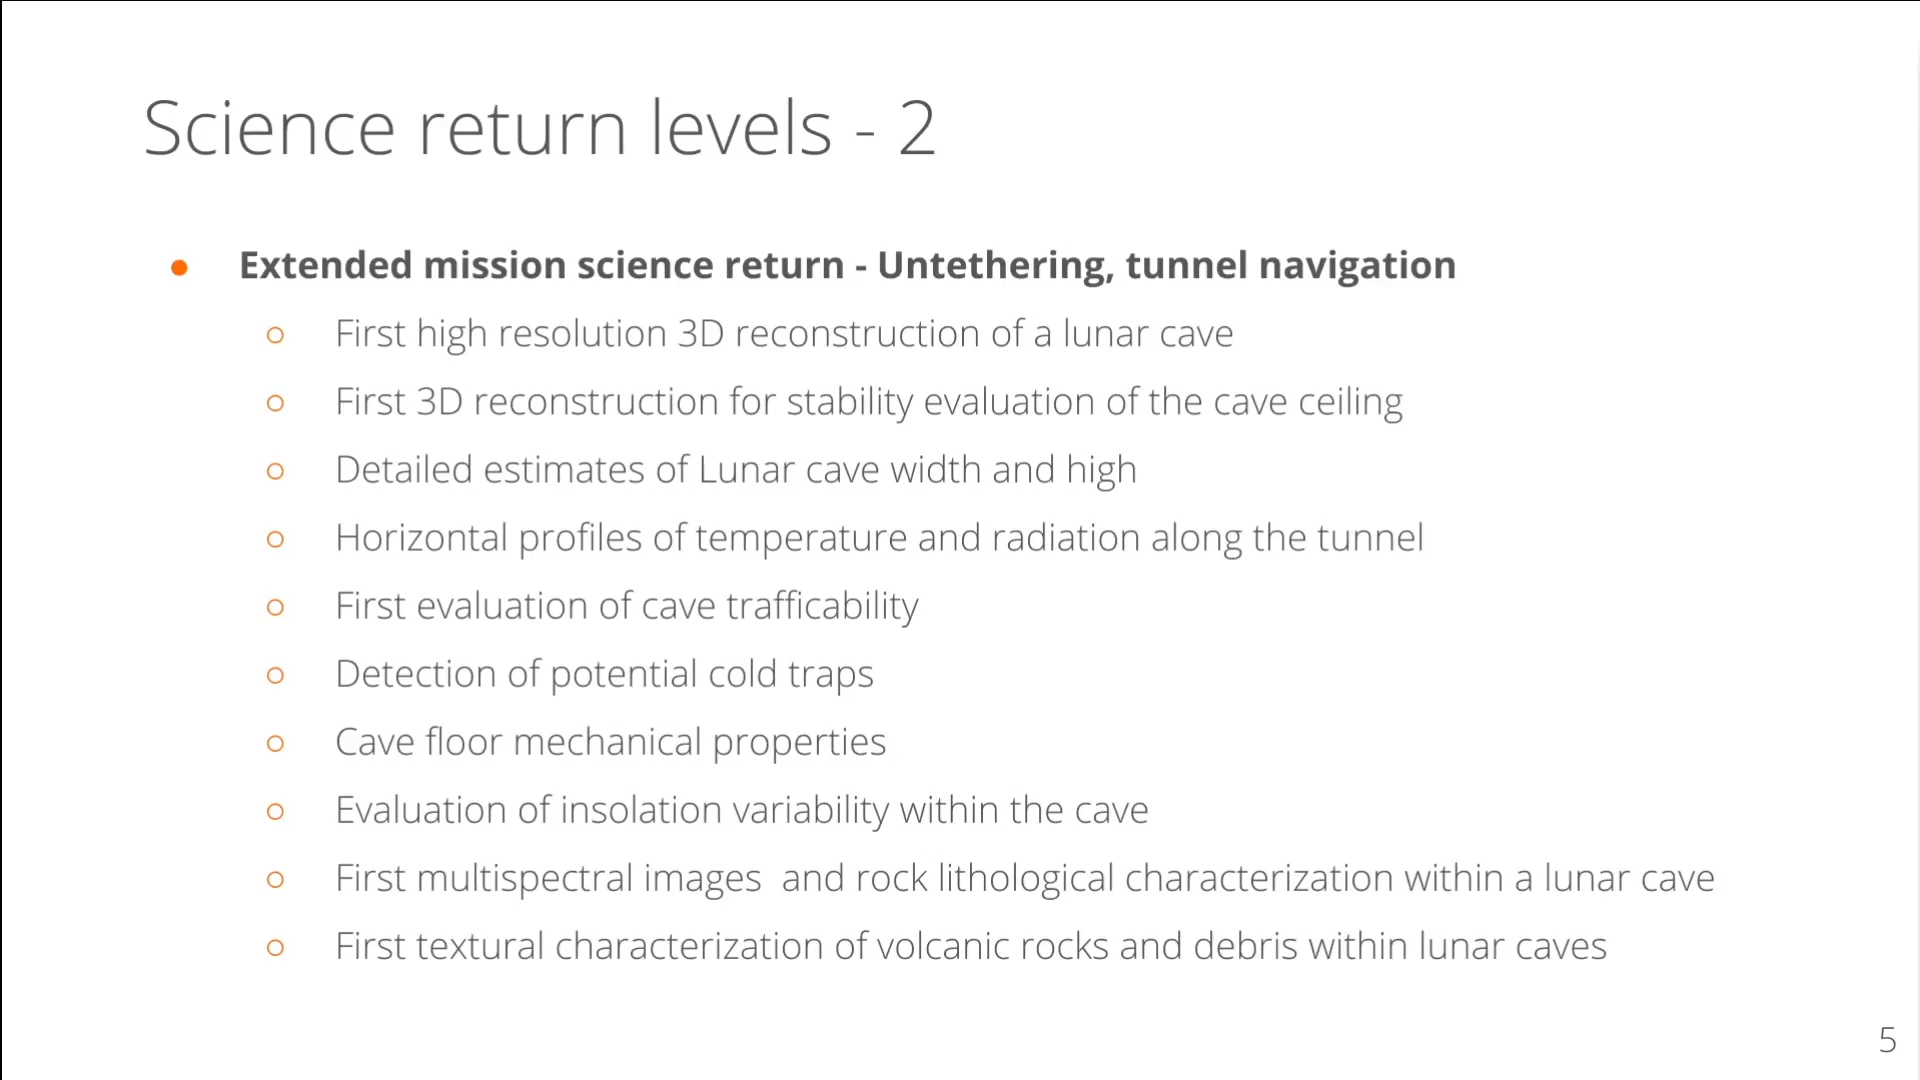 Science return levels - 2
Extended mission science return - Untethering, tunnel navigation
First high resolution 3D reconstruction of a lunar cave
First 3D reconstruction for stability evaluation of the cave ceiling
Detailed estimates of Lunar cave width and high
Horizontal profiles of temperature and radiation along the tunnel
First evaluation of cave trafficability
Detection of potential cold traps
Cave floor mechanical properties
Evaluation of insolation variability within the cave
First multispectral images  and rock lithological characterization within a lunar cave
First textural characterization of volcanic rocks and debris within lunar caves
5